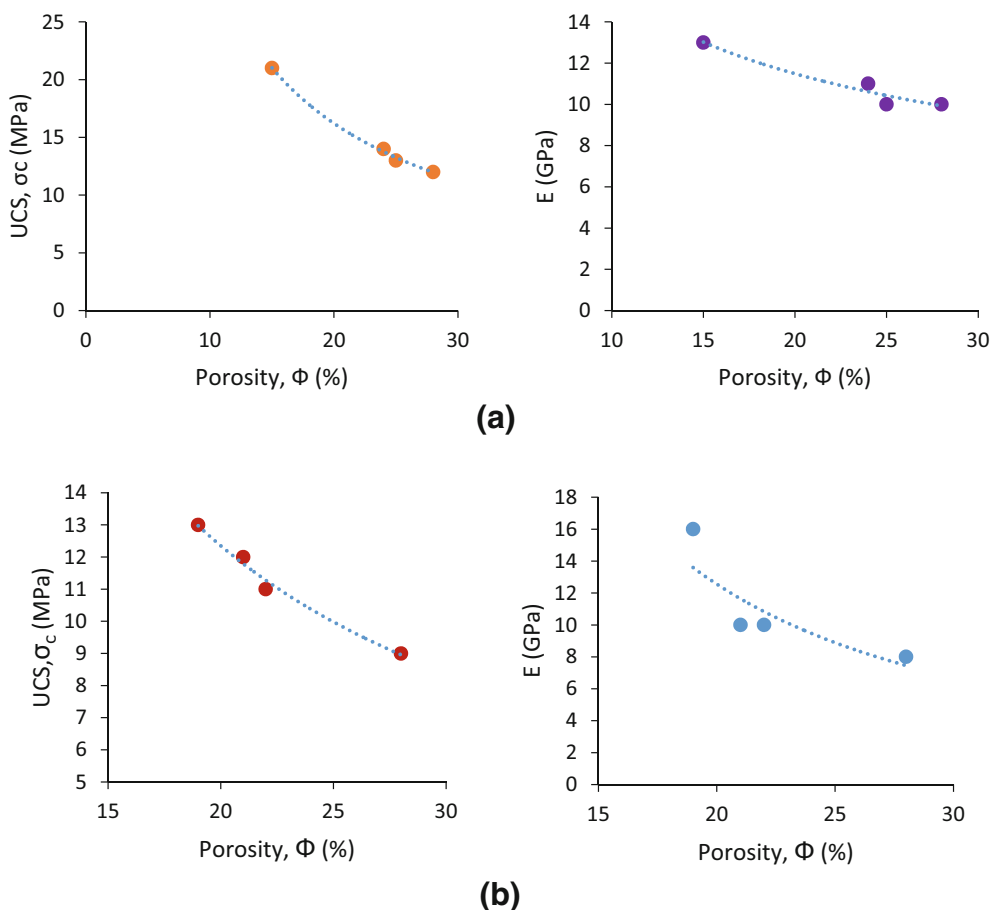 UCS, σc (MPa)
25
20
15
10
5
0
0 10 20 30
Porosity, Φ (%)
E (GPa)
14
12
10
8
6
4
2
0
10 15 20 25 30
Porosity, Φ (%)
(a)
UCS,σc (MPa)
14
13
12
11
10
9
8
7
6
5
15 20 25 30
Porosity, Φ (%)
E (GPa)
18
16
14
12
10
8
6
4
2
0
15 20 25 30
Porosity, Φ (%)
(b)